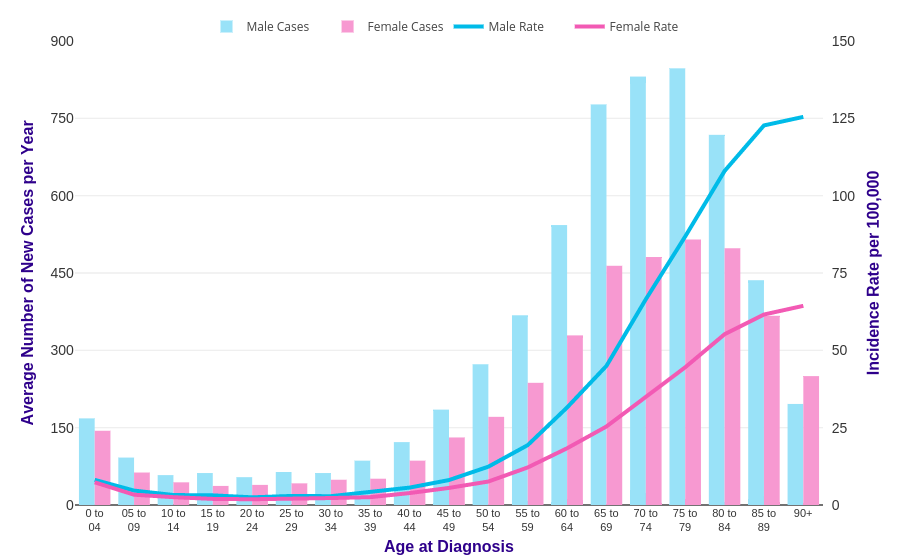 Male Cases Female Cases Male Rate Female Rate
900 150
750 125
600 100
450 75
300 50
150 25
0 0
Average Number of New Cases per Year
Incidence Rate per 100,000
0 to 05 to 10 to 15 to 20 to 25 to 30 to 35 to 40 to 45 to 50 to 55 to 60 to 65 to 70 to 75 to 80 to 85 to 90+
04 09 14 19 24 29 34 39 44 49 54 59 64 69 74 79 84 89
Age at Diagnosis